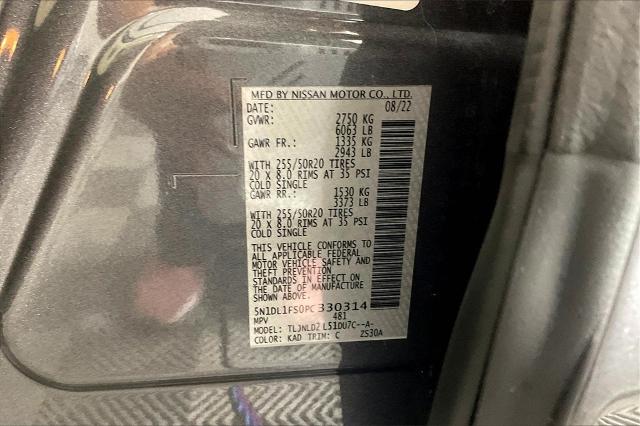 MFD BY NISSAN MOTOR CO., LTD.
DATE: 08/22
GVWR: 2750 KG
6063 LB
GAWR FR.: 1335 KG
2943 LB
WITH 255/50R20 TIRES
20 x 8.0 RIMS AT 35 PSI
COLD SINGLE
GAWR RR.: 1530 KG
3373 LB
WITH 255/50R20 TIRES
20 x 8.0 RIMS AT 35 PSI
COLD SINGLE
THIS VEHICLE CONFORMS TO
ALL APPLICABLE FEDERAL
MOTOR VEHICLE SAFETY AND
THEFT PREVENTION
STANDARDS IN EFFECT ON
THE DATE OF MANUFACTURE
SHOWN ABOVE.
5N1DL1FS0PC330314
MPV 481
MODEL: TLJNLDZ L51DU7C--A-
COLOR: KAD TRIM: C ZS30A